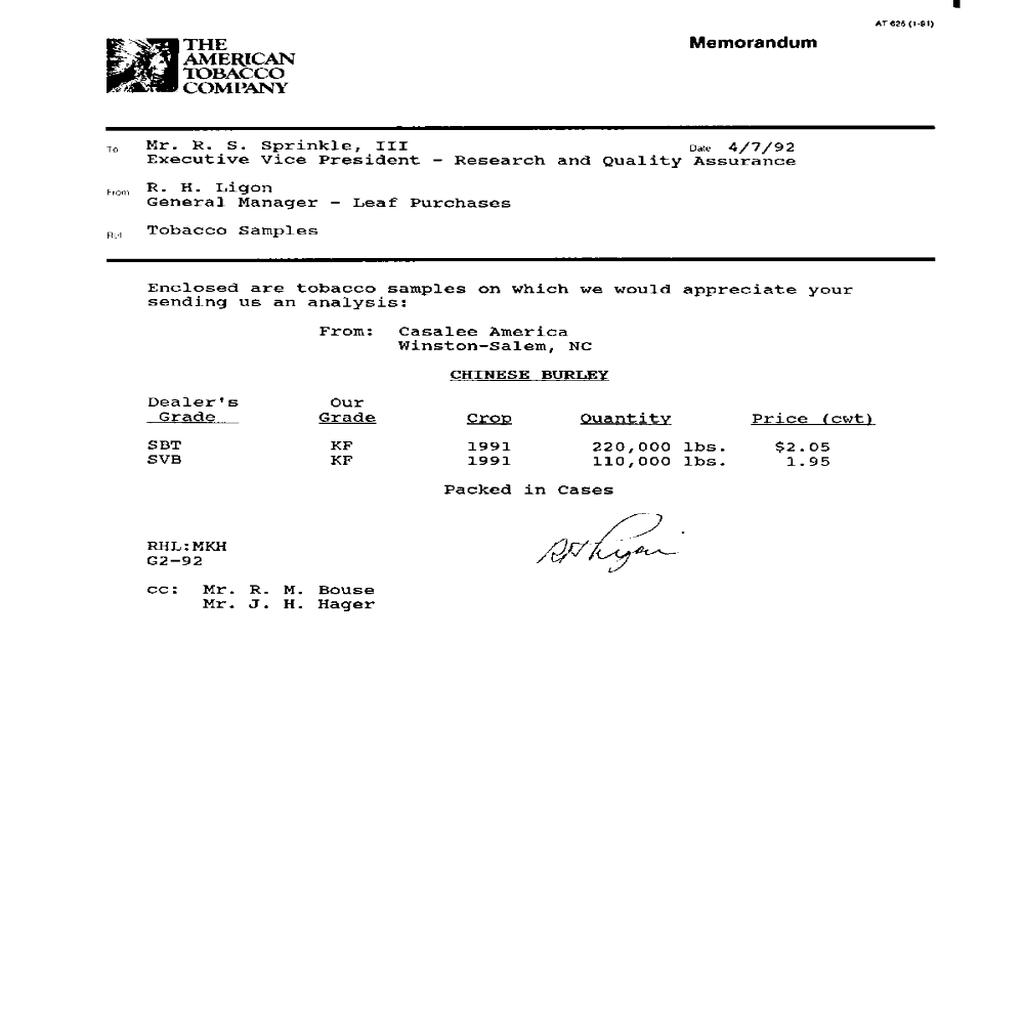 AT 626 (1-91)
Memorandum
THE
AMERICAN
TOBACCO
COMPANY
To Mr. R. S. Sprinkle, III Date 4/7/92
Executive Vice President - Research and Quality Assurance
From R. H. Ligon
General Manager - Leaf Purchases
Tobacco Samples
Enclosed are tobacco samples on which we would appreciate your
sending us an analysis:
From: Casalee America
Winston-Salem, NC
CHINESE BURLEY
Dealer's Our
Grade Grade Crop Quantity Price (cwt)
SBT KF 1991 220,000 lbs. $2.05
SVB KF 1991 110,000 lbs. 1.95
Packed in Cases
RHL:MKH
G2-92
RH Ligon
cc: Mr. R. M. Bouse
Mr. J. H. Hager